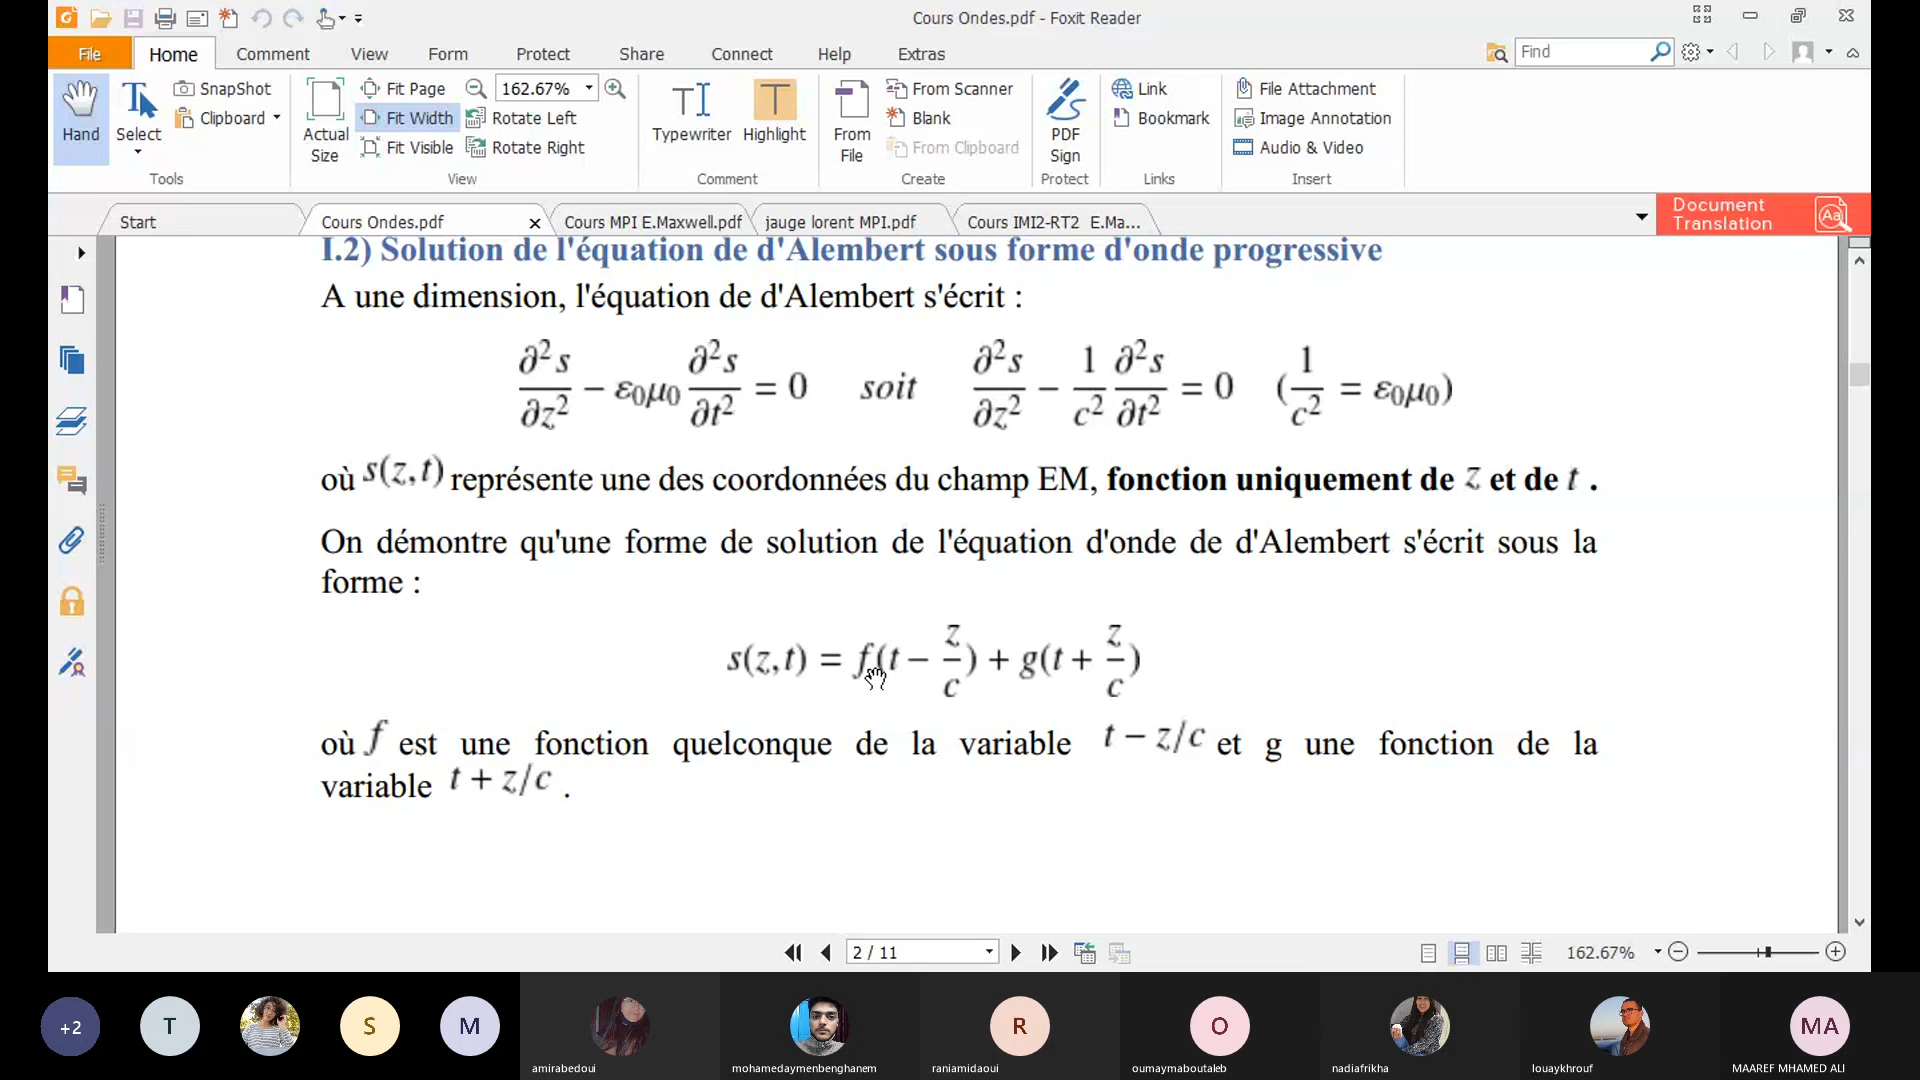 Cours Ondes.pdf - Foxit Reader
File Home Comment View Form Protect Share Connect Help Extras Find
Hand
Select
SnapShot
Clipboard
Tools
Actual Size
Fit Page
Fit Width
Fit Visible
162.67%
Rotate Left
Rotate Right
View
Typewriter
Highlight
Comment
From File
From Scanner
Blank
From Clipboard
Create
PDF Sign
Protect
Link
Bookmark
Links
File Attachment
Image Annotation
Audio & Video
Insert
Start
Cours Ondes.pdf
Cours MPI E.Maxwell.pdf
jauge lorent MPI.pdf
Cours IMI2-RT2 E.Ma...
Document
Translation
I.2) Solution de l'équation de d'Alembert sous forme d'onde progressive
A une dimension, l'équation de d'Alembert s'écrit :
∂²s/∂z² − ε₀μ₀ ∂²s/∂t² = 0 soit ∂²s/∂z² − 1/c² ∂²s/∂t² = 0 (1/c² = ε₀μ₀)
où s(z,t) représente une des coordonnées du champ EM, fonction uniquement de z et de t .
On démontre qu'une forme de solution de l'équation d'onde de d'Alembert s'écrit sous la
forme :
s(z,t) = f(t − z/c) + g(t + z/c)
où f est une fonction quelconque de la variable t − z/c et g une fonction de la
variable t + z/c .
2 / 11
162.67%
+2
T
S
M
R
O
MA
amirabedoui
mohamedaymenbenghanem
raniamidaoui
oumaymaboutaleb
nadiafrikha
louaykhrouf
MAAREF MHAMED ALI